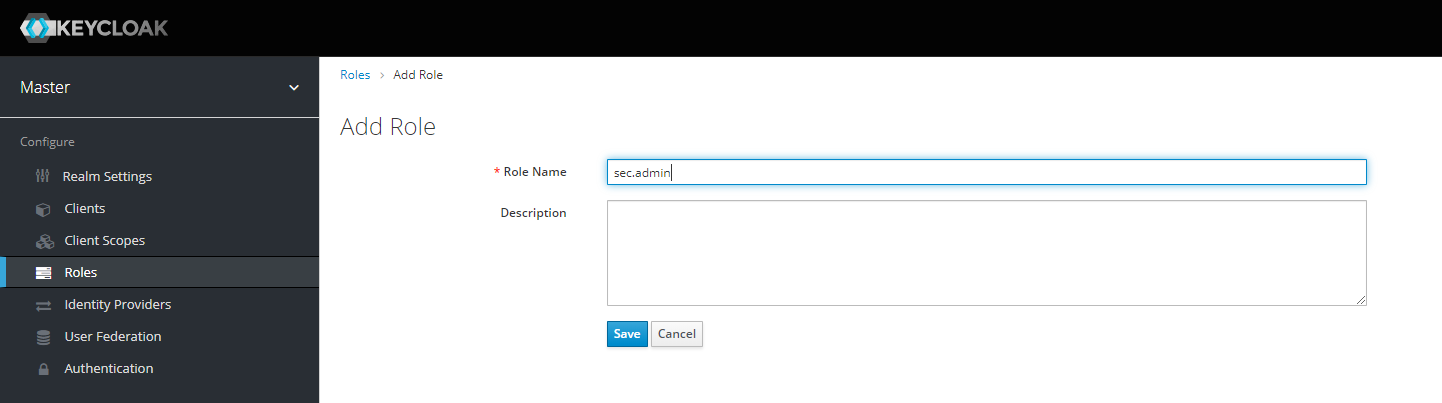 KEYCLOAK
Master
Configure
Realm Settings
Clients
Client Scopes
Roles
Identity Providers
User Federation
Authentication
Roles > Add Role
Add Role
* Role Name
sec.admin
Description
Save Cancel